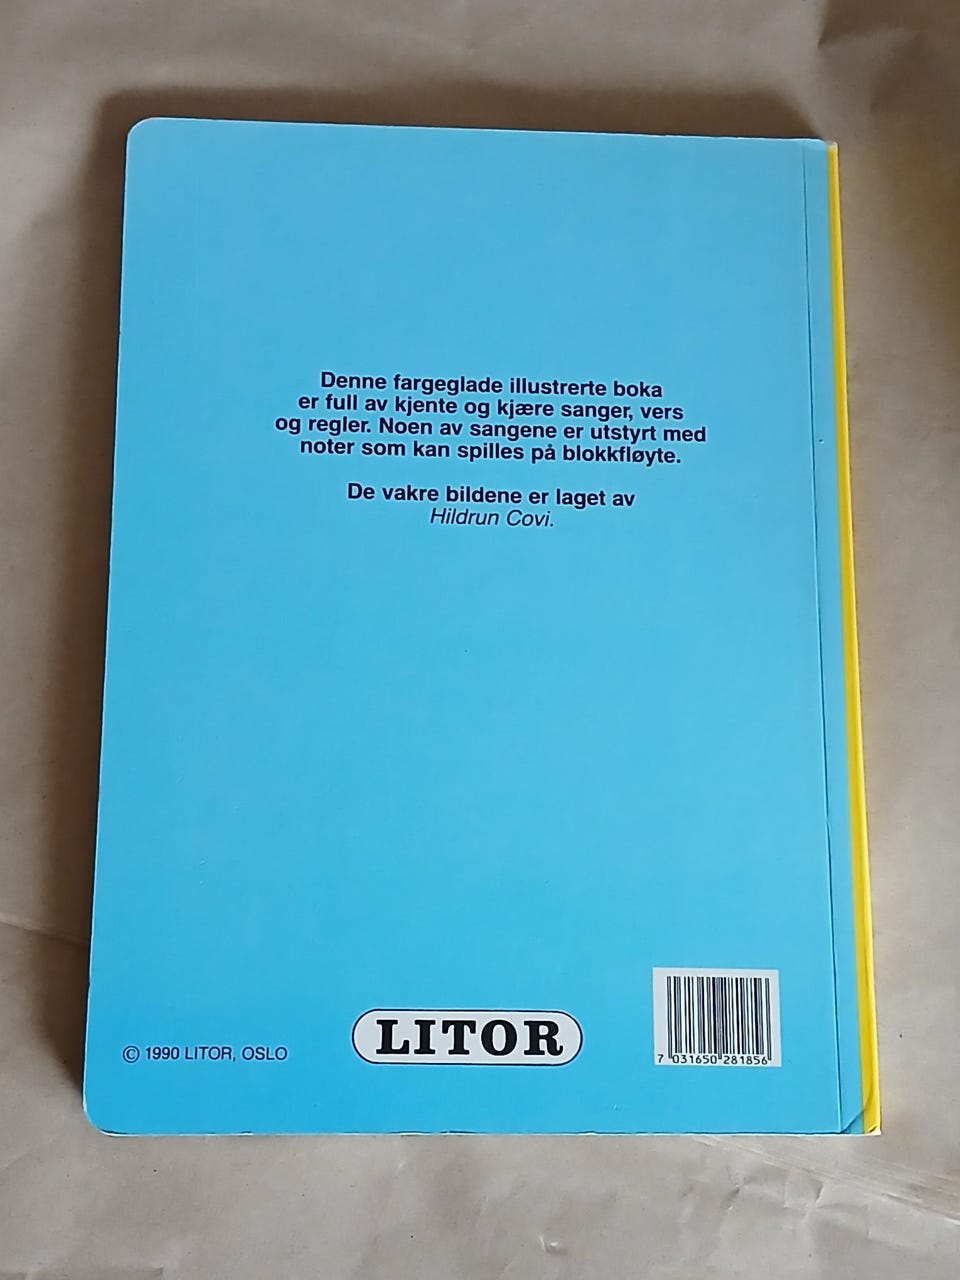 Denne fargeglade illustrerte boka
er full av kjente og kjære sanger, vers
og regler. Noen av sangene er utstyrt med
noter som kan spilles på blokkfløyte.
De vakre bildene er laget av
Hildrun Covi.
© 1990 LITOR, OSLO
LITOR
7 031650 281856